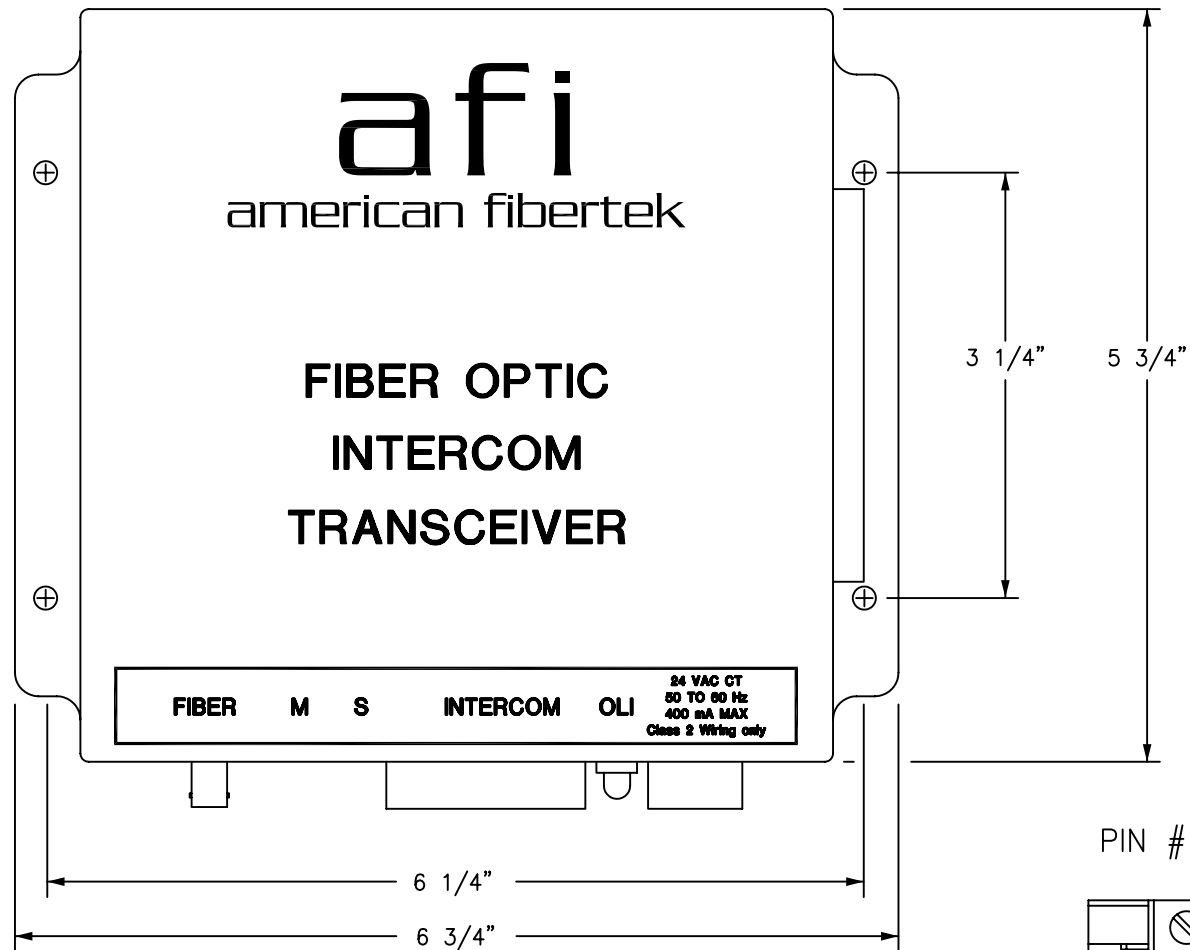 afi
american fibertek
FIBER OPTIC
INTERCOM
TRANSCEIVER
3 1/4"
5 3/4"
FIBER M S INTERCOM OLI
24 VAC CT
50 TO 60 Hz
400 mA MAX
Class 2 Wiring only
PIN #
6 1/4"
6 3/4"